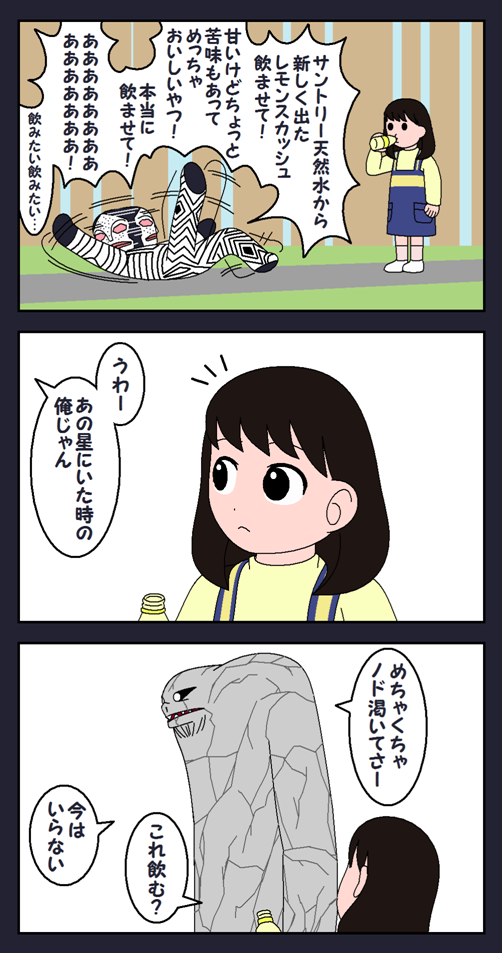 サントリー天然水から
新しく出た
レモンスカッシュ
飲ませて！
甘いけどちょっと
苦味もあって
めっちゃ
おいしいやつ！
本当に
飲ませて！
ああああああああ
ああああああああ！
飲みたい飲みたい…
うわー
あの星にいた時の
俺じゃん
めちゃくちゃ
ノド渇いてさー
これ飲む？
今は
いらない